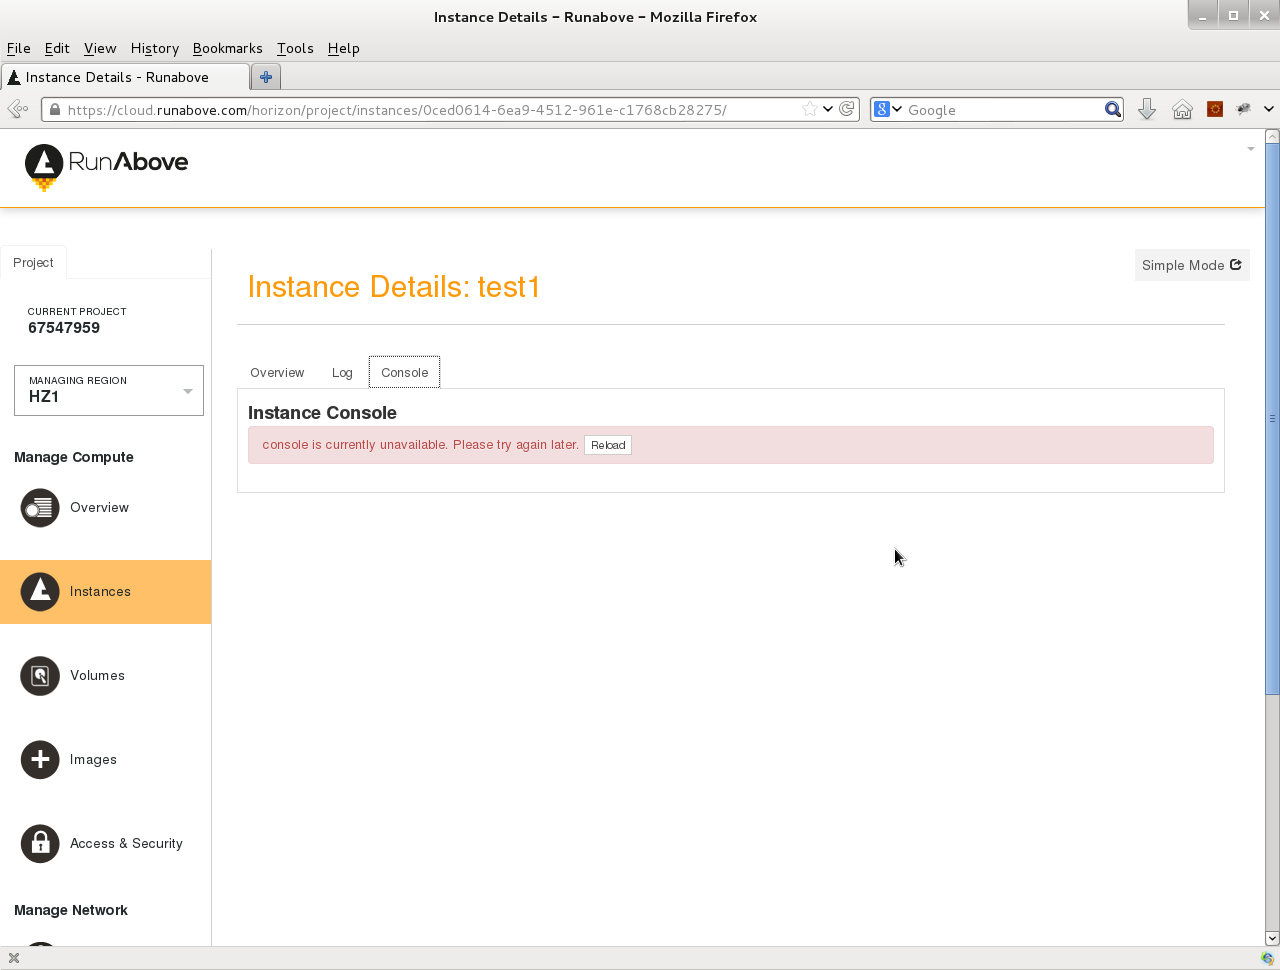 Instance Details – Runabove – Mozilla Firefox
File Edit View History Bookmarks Tools Help
Instance Details - Runabove
https://cloud.runabove.com/horizon/project/instances/0ced0614-6ea9-4512-961e-c1768cb28275/
8 Google
RunAbove
Project
Simple Mode
Instance Details: test1
CURRENT PROJECT
67547959
MANAGING REGION
HZ1
Overview Log Console
Instance Console
console is currently unavailable. Please try again later. Reload
Manage Compute
Overview
Instances
Volumes
Images
Access & Security
Manage Network